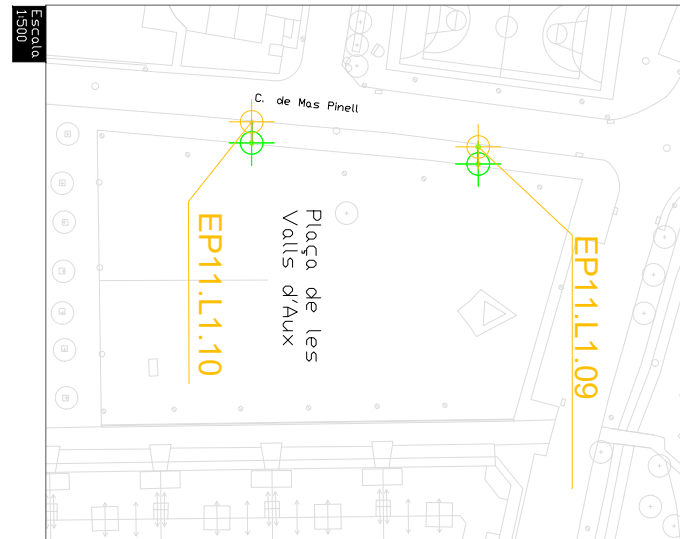 Escala
1:500
C. de Mas Pinell
Plaça de les
Valls d'Aux
EP11.L1.10
EP11.L1.09